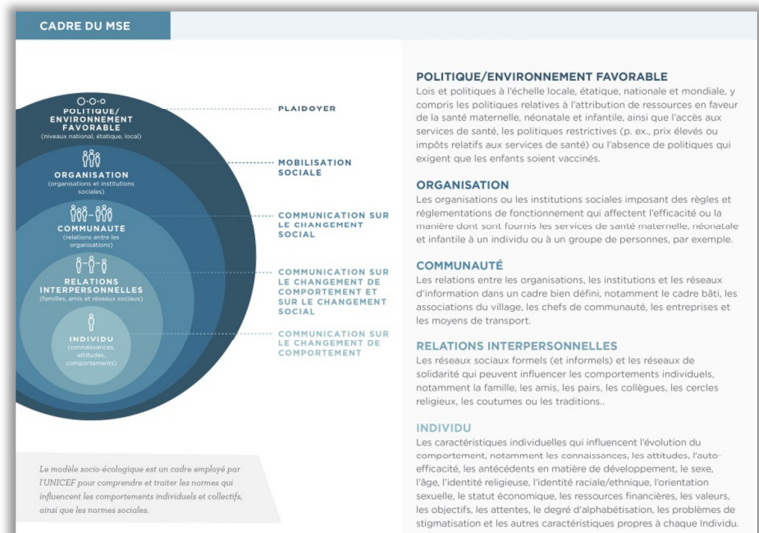 CADRE DU MSE
POLITIQUE/
ENVIRONNEMENT
FAVORABLE
(niveaux national, étatique, local)
ORGANISATION
(organisations et institutions
sociales)
COMMUNAUTÉ
(relations entre les
organisations)
RELATIONS
INTERPERSONNELLES
(familles, amis et réseaux sociaux)
INDIVIDU
(connaissances,
attitudes,
comportements)
PLAIDOYER
MOBILISATION
SOCIALE
COMMUNICATION SUR
LE CHANGEMENT
SOCIAL
COMMUNICATION SUR
LE CHANGEMENT DE
COMPORTEMENT ET
SUR LE CHANGEMENT
SOCIAL
COMMUNICATION SUR
LE CHANGEMENT DE
COMPORTEMENT
Le modèle socio-écologique est un cadre employé par
l'UNICEF pour comprendre et traiter les normes qui
influencent les comportements individuels et collectifs,
ainsi que les normes sociales.
POLITIQUE/ENVIRONNEMENT FAVORABLE
Lois et politiques à l'échelle locale, étatique, nationale et mondiale, y
compris les politiques relatives à l'attribution de ressources en faveur
de la santé maternelle, néonatale et infantile, ainsi que l'accès aux
services de santé, les politiques restrictives (p. ex., prix élevés ou
impôts relatifs aux services de santé) ou l'absence de politiques qui
exigent que les enfants soient vaccinés.
ORGANISATION
Les organisations ou les institutions sociales imposant des règles et
réglementations de fonctionnement qui affectent l'efficacité ou la
manière dont sont fournis les services de santé maternelle, néonatale
et infantile à un individu ou à un groupe de personnes, par exemple.
COMMUNAUTÉ
Les relations entre les organisations, les institutions et les réseaux
d'information dans un cadre bien défini, notamment le cadre bâti, les
associations du village, les chefs de communauté, les entreprises et
les moyens de transport.
RELATIONS INTERPERSONNELLES
Les réseaux sociaux formels (et informels) et les réseaux de
solidarité qui peuvent influencer les comportements individuels,
notamment la famille, les amis, les pairs, les collègues, les cercles
religieux, les coutumes ou les traditions..
INDIVIDU
Les caractéristiques individuelles qui influencent l'évolution du
comportement, notamment les connaissances, les attitudes, l'auto-
efficacité, les antécédents en matière de développement, le sexe,
l'âge, l'identité religieuse, l'identité raciale/ethnique, l'orientation
sexuelle, le statut économique, les ressources financières, les valeurs,
les objectifs, les attentes, le degré d'alphabétisation, les problèmes de
stigmatisation et les autres caractéristiques propres à chaque Individu.